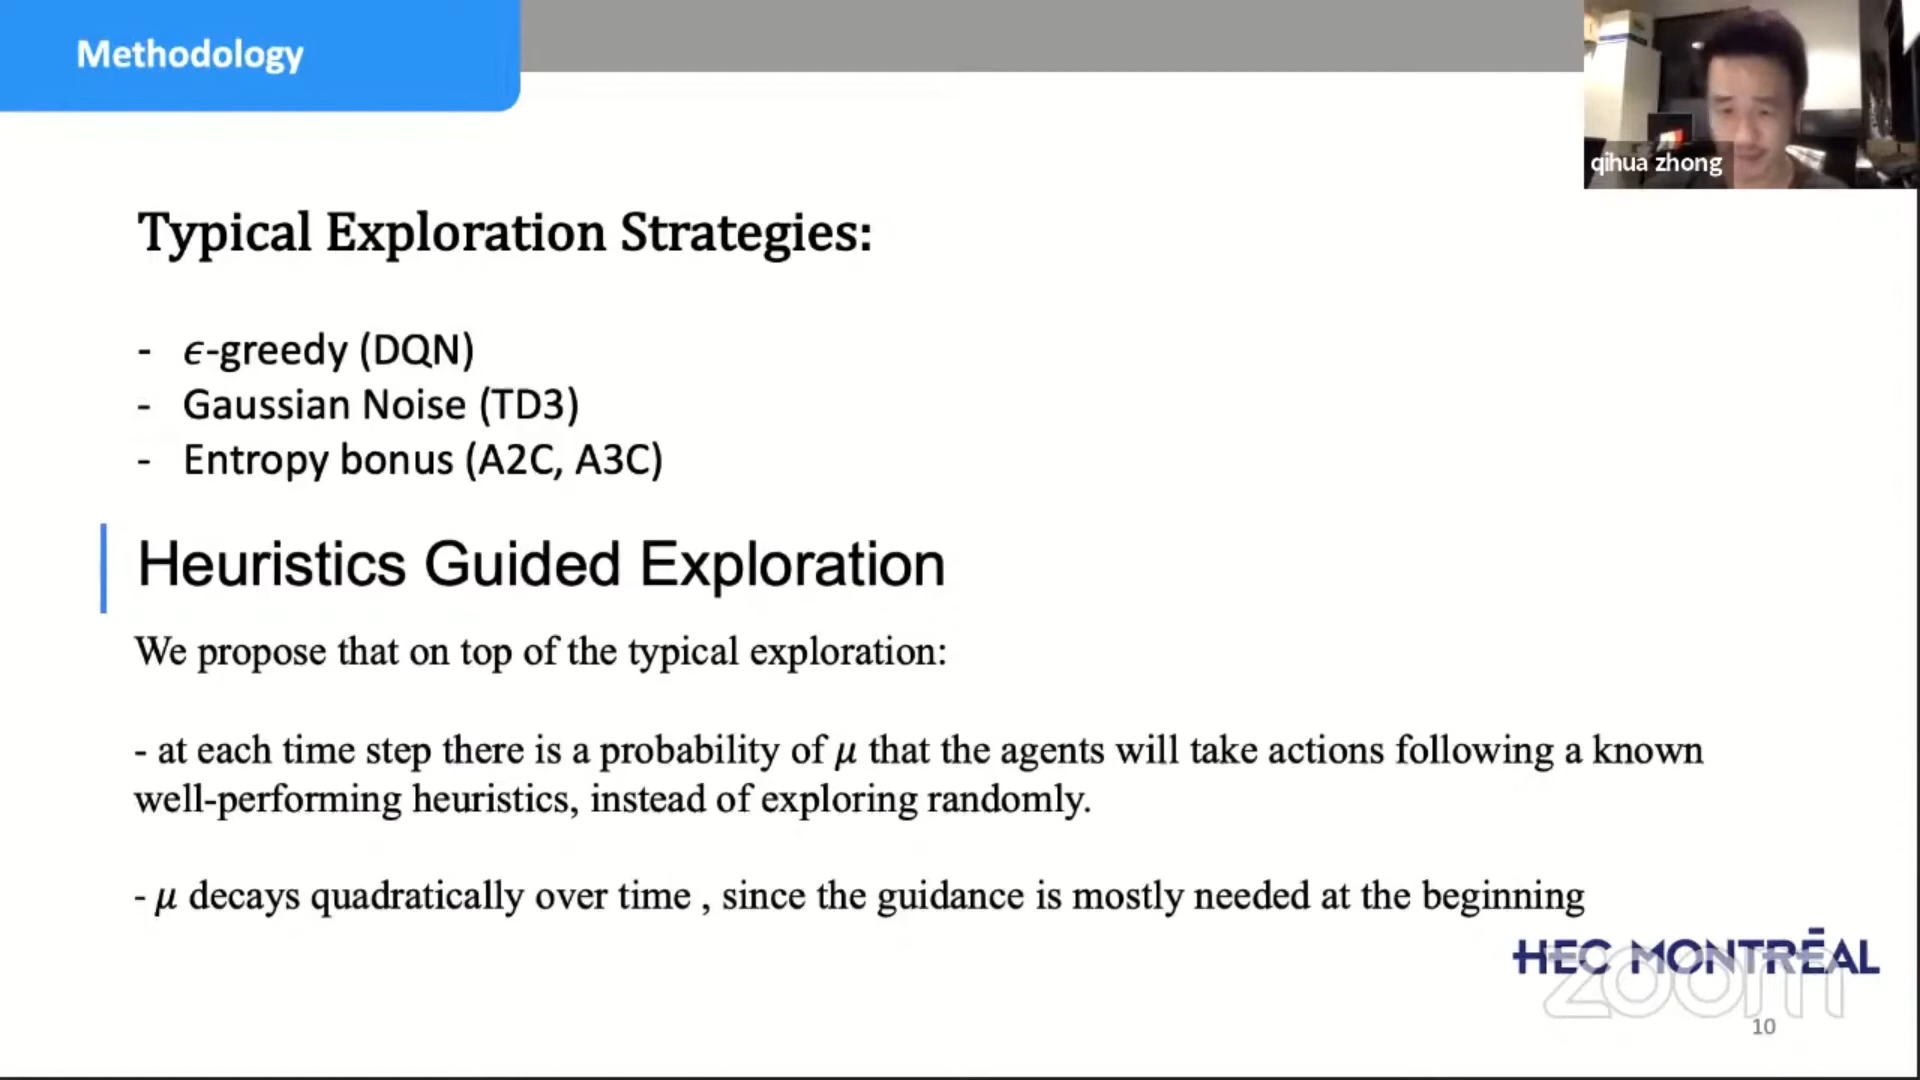 Methodology
qihua zhong
Typical Exploration Strategies:
- ϵ-greedy (DQN)
- Gaussian Noise (TD3)
- Entropy bonus (A2C, A3C)
Heuristics Guided Exploration
We propose that on top of the typical exploration:
- at each time step there is a probability of μ that the agents will take actions following a known
well-performing heuristics, instead of exploring randomly.
- μ decays quadratically over time , since the guidance is mostly needed at the beginning
HEC MONTRĒAL
zoom
10